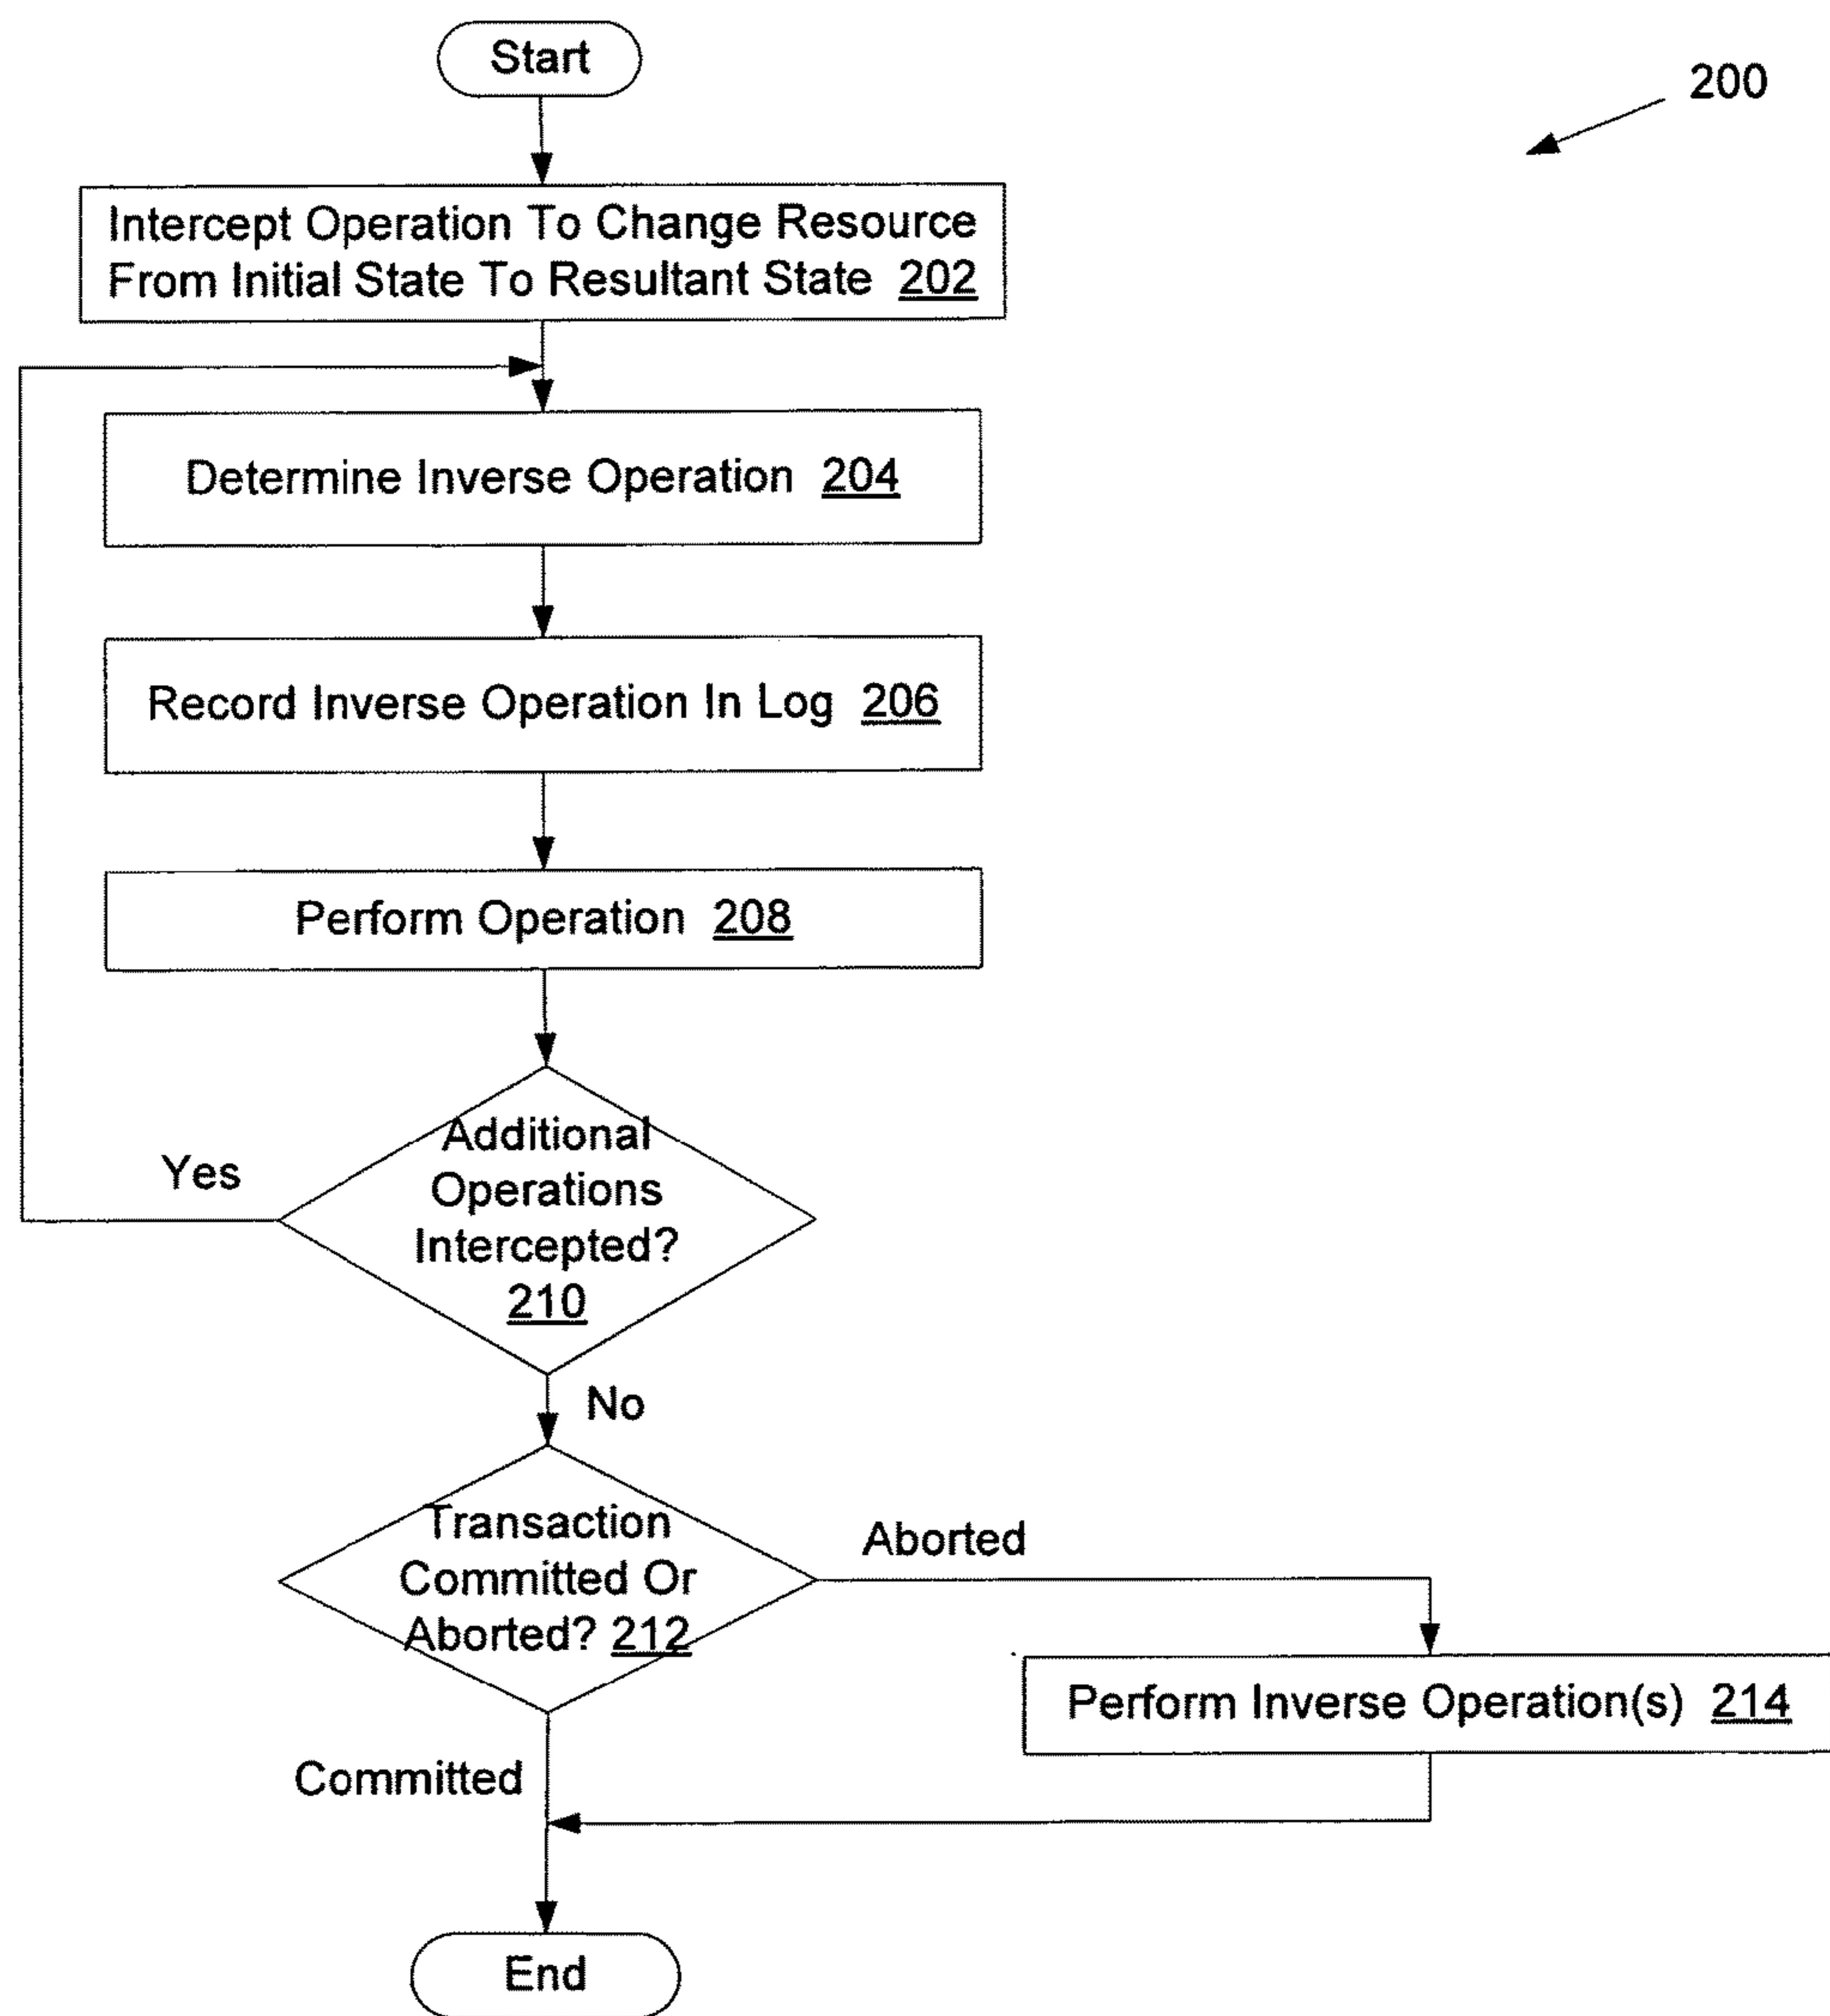 Start
200
Intercept Operation To Change Resource
From Initial State To Resultant State 202
Determine Inverse Operation 204
Record Inverse Operation In Log 206
Perform Operation 208
Additional
Operations
Intercepted?
210
Yes
No
Transaction
Committed Or
Aborted? 212
Aborted
Perform Inverse Operation(s) 214
Committed
End